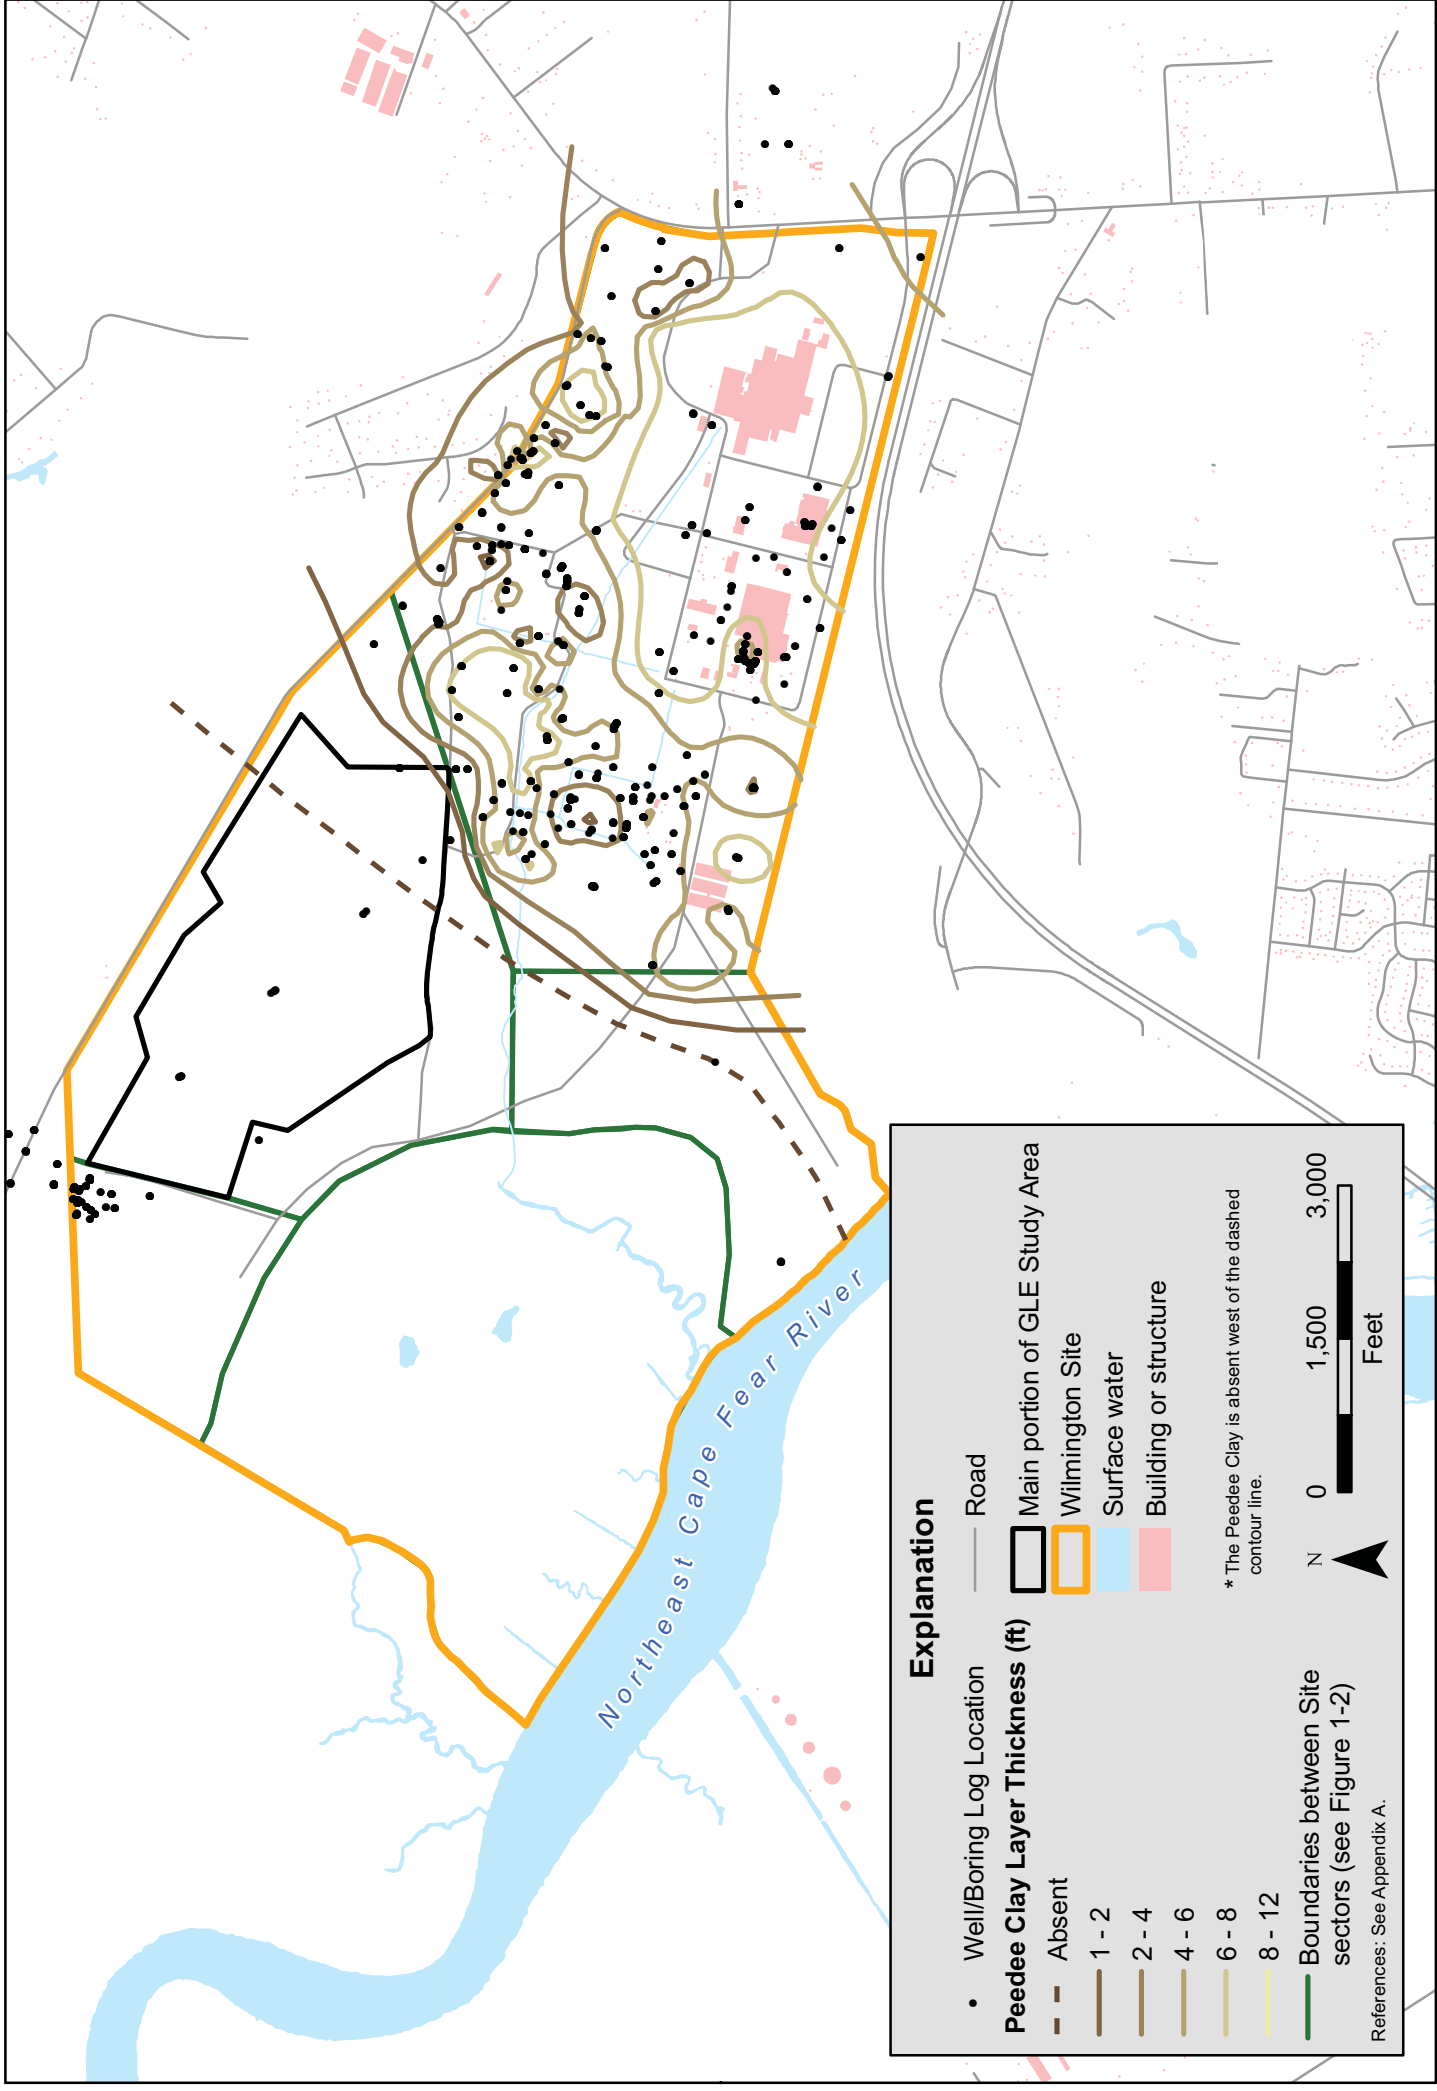 Northeast Cape Fear River
Explanation
Well/Boring Log Location
Peedee Clay Layer Thickness (ft)
Absent
1 - 2
2 - 4
4 - 6
6 - 8
8 - 12
Boundaries between Site
sectors (see Figure 1-2)
References: See Appendix A.
Road
Main portion of GLE Study Area
Wilmington Site
Surface water
Building or structure
* The Peedee Clay is absent west of the dashed
contour line.
N
0 1,500 3,000
Feet